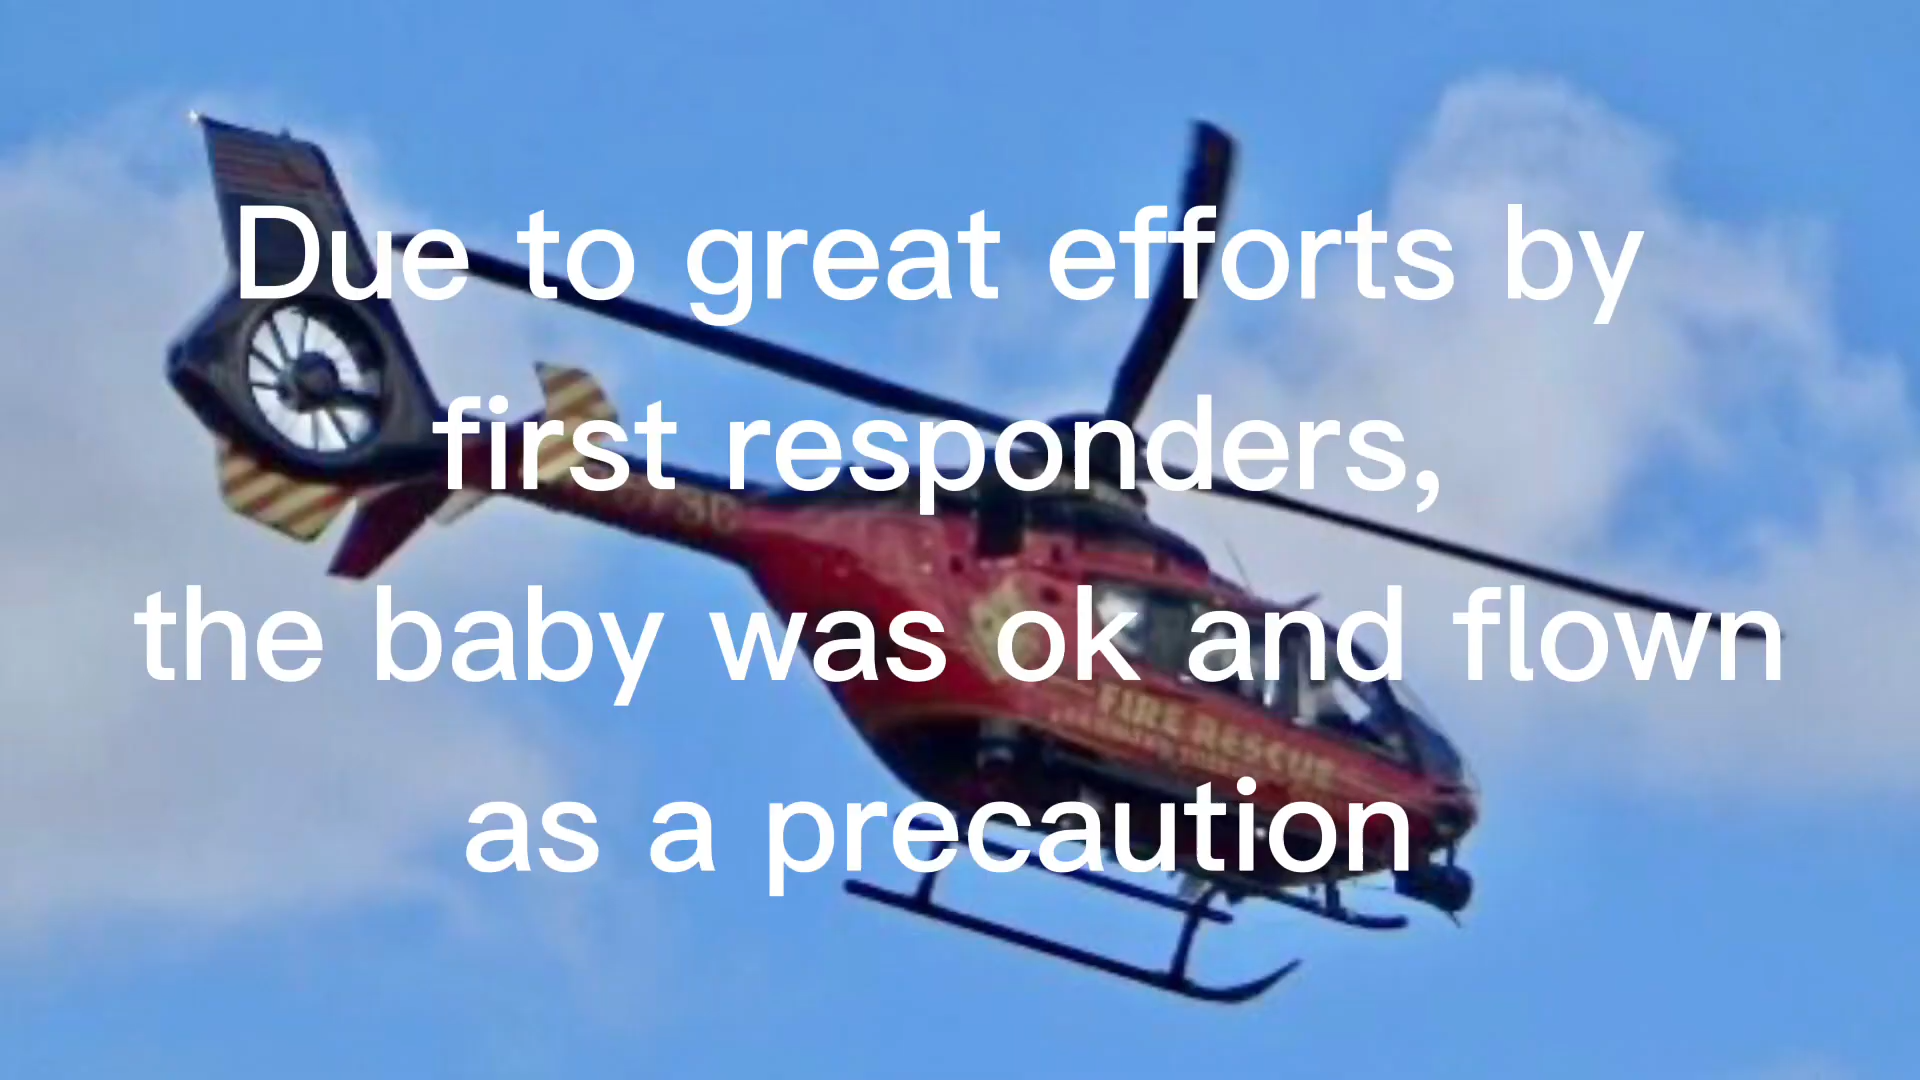 Due to great efforts by
first responders,
the baby was ok and flown
as a precaution
FIRE RESCUE